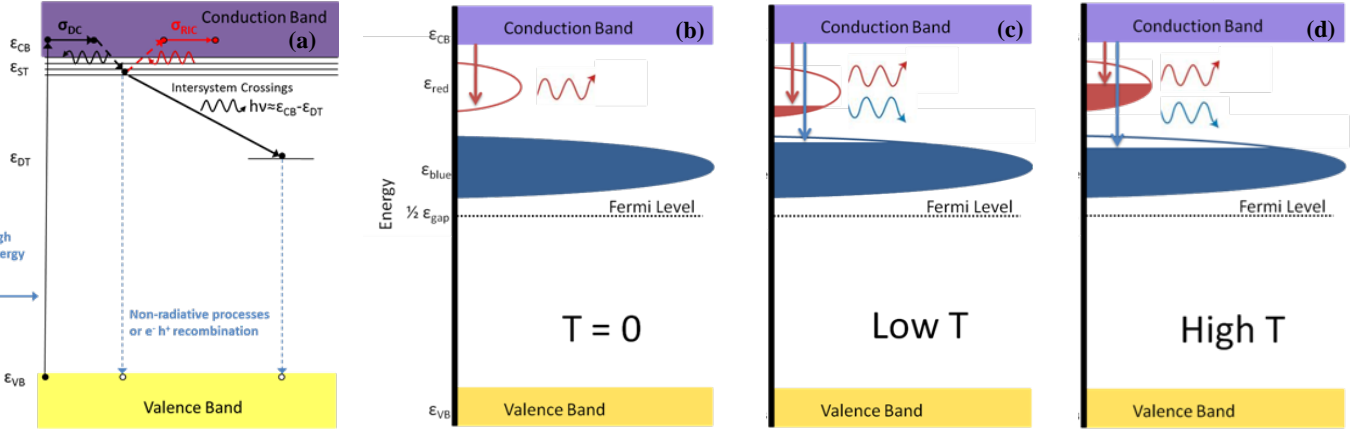 Conduction Band
(a)
σDC
σRIC
εCB
εST
Intersystem Crossings
hν≈εCB-εDT
εDT
Non-radiative processes
or e⁻ h⁺ recombination
εVB
Valence Band
Conduction Band
(b)
εCB
εred
εblue
Energy
½ εgap
Fermi Level
T = 0
εVB
Valence Band
Conduction Band
(c)
Fermi Level
Low T
Valence Band
Conduction Band
(d)
Fermi Level
High T
Valence Band